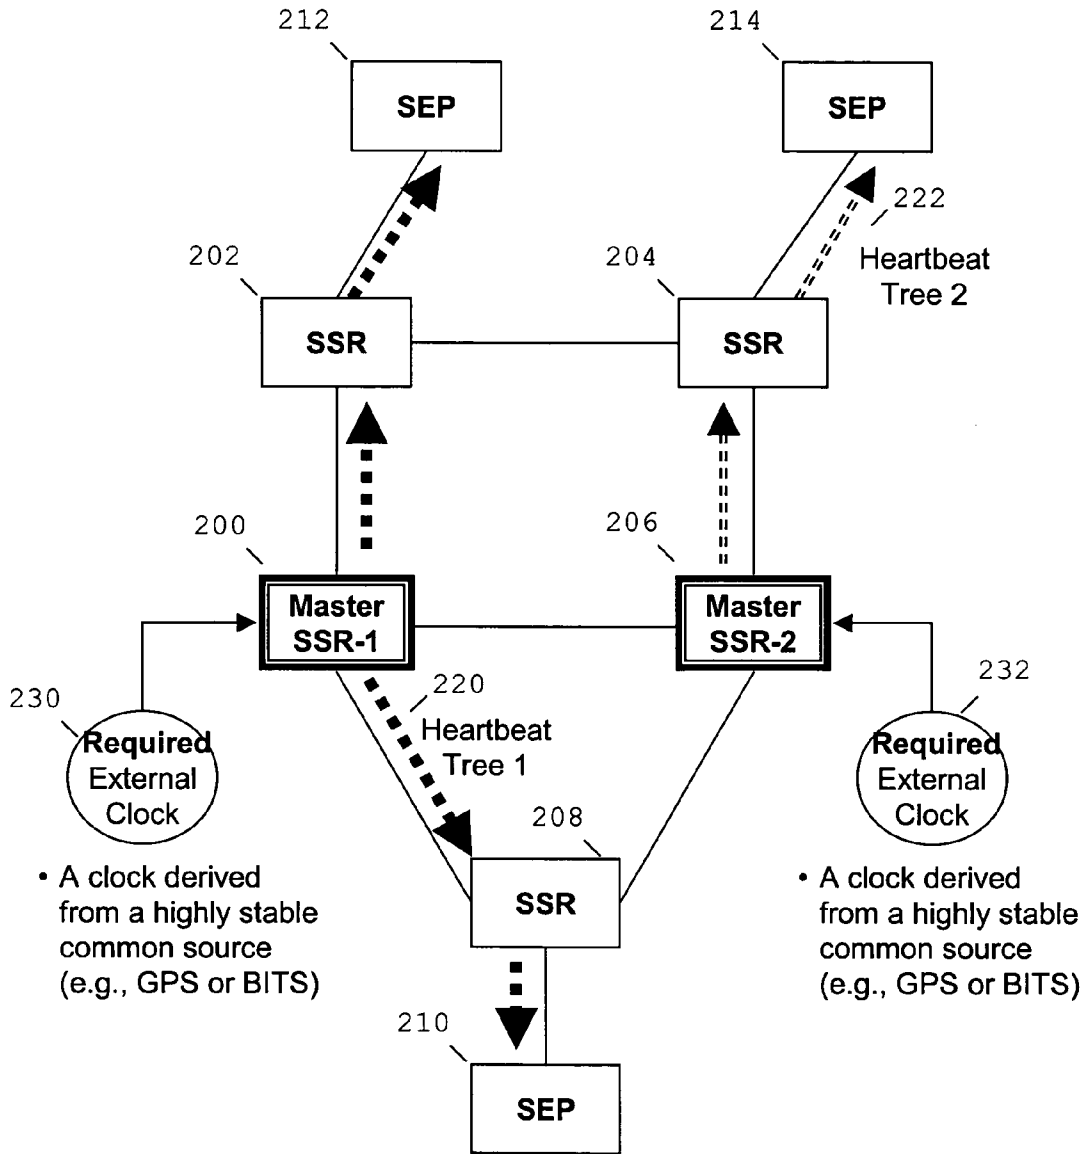 212
214
SEP
SEP
222
202
204
Heartbeat
Tree 2
SSR
SSR
200
206
Master
SSR-1
Master
SSR-2
220
230
232
Heartbeat
Tree 1
Required
External
Clock
Required
External
Clock
208
• A clock derived
from a highly stable
common source
(e.g., GPS or BITS)
• A clock derived
from a highly stable
common source
(e.g., GPS or BITS)
SSR
210
SEP